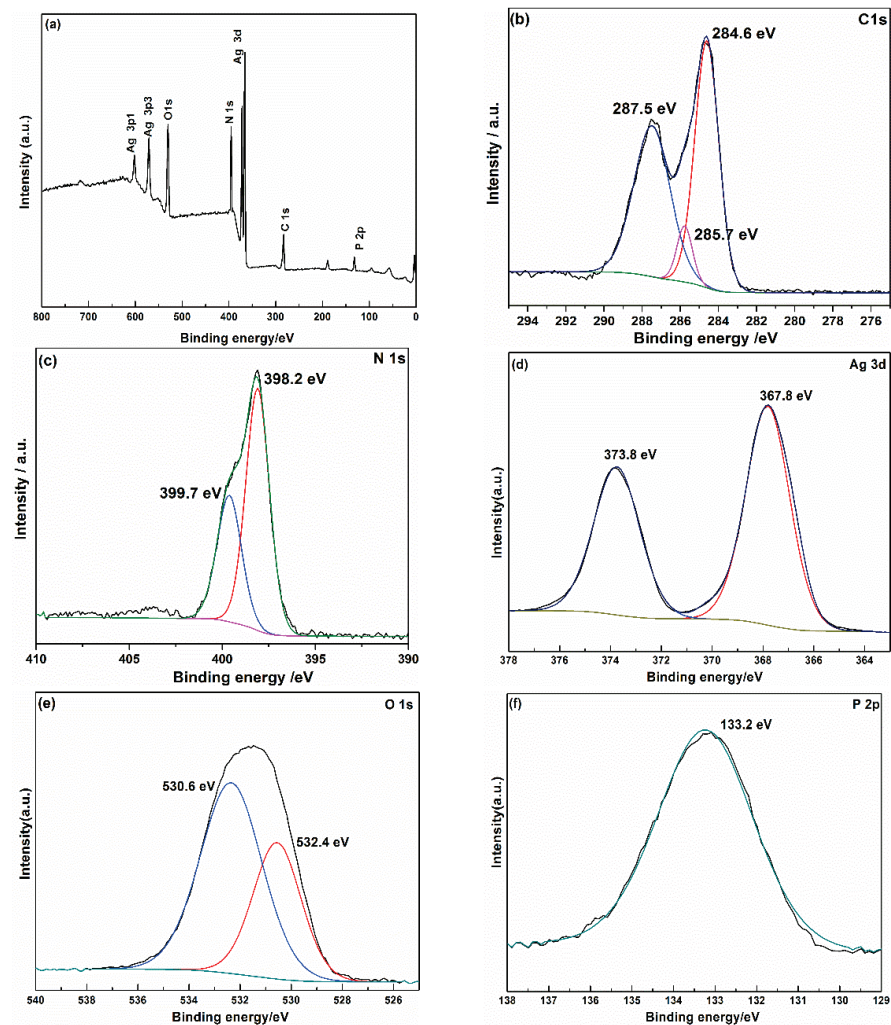 (a)
Ag 3p1
Ag 3p3
O1s
N 1s
Ag 3d
C 1s
P 2p
Intensity (a.u.)
800 700 600 500 400 300 200 100 0
Binding energy/eV
(b)
C1s
284.6 eV
287.5 eV
285.7 eV
Intensity / a.u.
294 292 290 288 286 284 282 280 278 276
Binding energy /eV
(c)
N 1s
398.2 eV
399.7 eV
Intensity / a.u.
410 405 400 395 390
Binding energy /eV
(d)
Ag 3d
367.8 eV
373.8 eV
Intensity(a.u.)
378 376 374 372 370 368 366 364
Binding energy/eV
(e)
O 1s
530.6 eV
532.4 eV
Intensity(a.u.)
540 538 536 534 532 530 528 526
Binding energy/eV
(f)
P 2p
133.2 eV
Intensity(a.u.)
138 137 136 135 134 133 132 131 130 129
Binding energy/eV